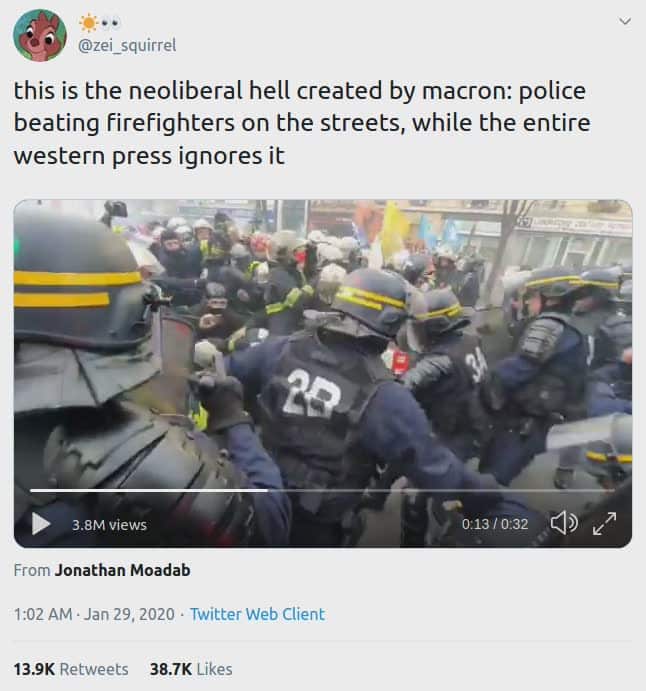 @zei_squirrel
this is the neoliberal hell created by macron: police
beating firefighters on the streets, while the entire
western press ignores it
2B
3.8M views
0:13 / 0:32
From Jonathan Moadab
1:02 AM · Jan 29, 2020 · Twitter Web Client
13.9K Retweets 38.7K Likes